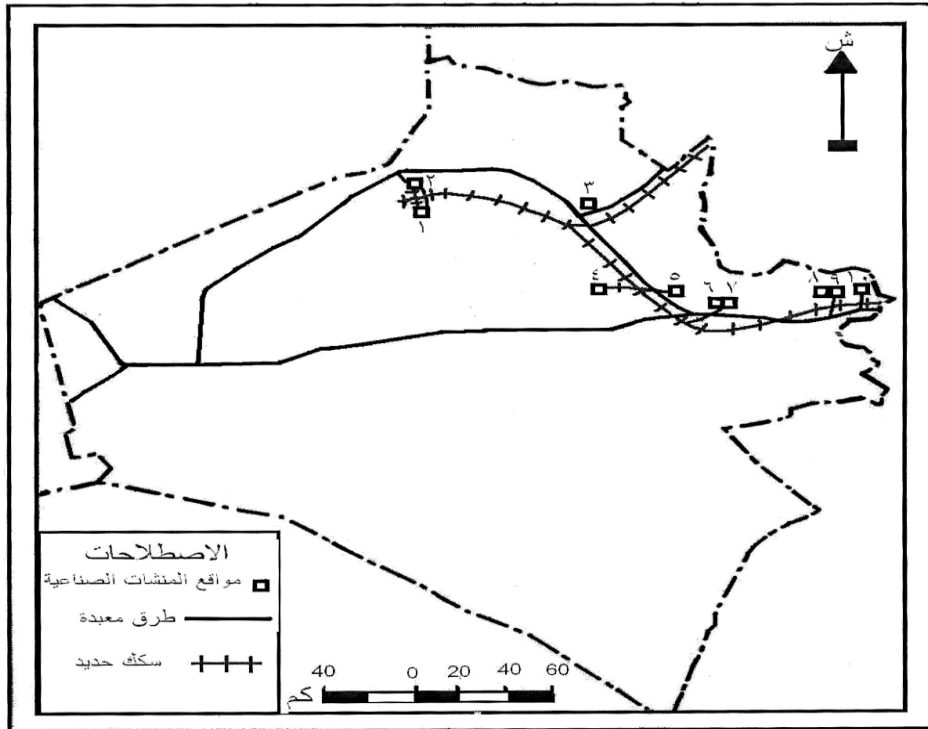 ش
٢
٣
١
٤
٥
٦
٧
٨
٩
١٠
الاصطلاحات
مواقع المنشات الصناعية
طرق معبدة
سكك حديد
40 0 20 40 60
كم